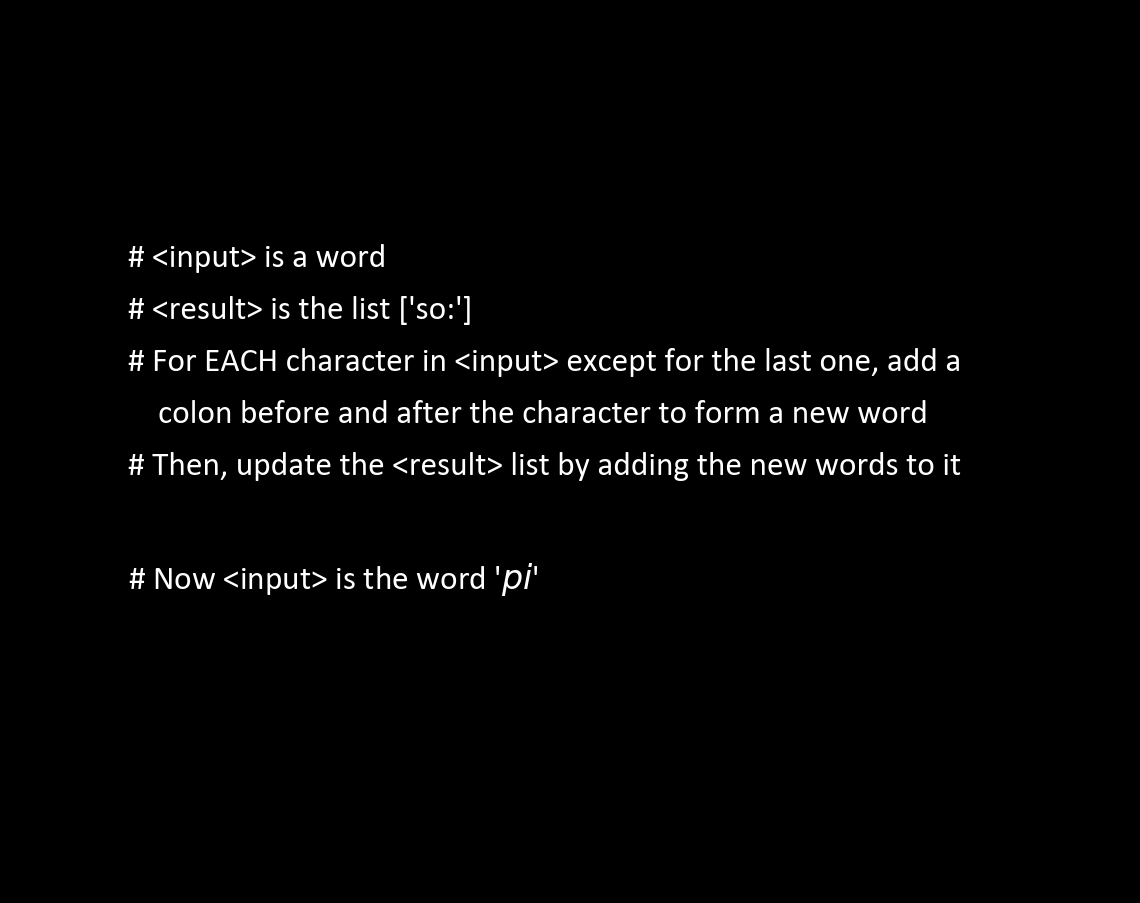 # <input> is a word
# <result> is the list ['so:']
# For EACH character in <input> except for the last one, add a
colon before and after the character to form a new word
# Then, update the <result> list by adding the new words to it
# Now <input> is the word 'pi'